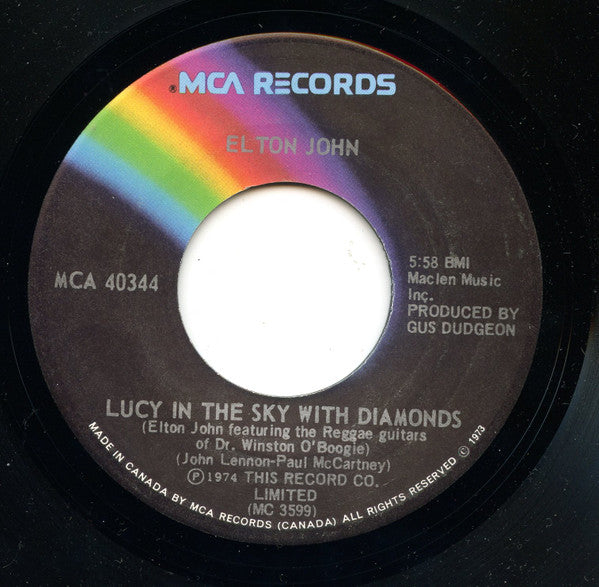 ®MCA RECORDS
ELTON JOHN
MCA 40344
5:58 BMI
Maclen Music
Inc.
PRODUCED BY
GUS DUDGEON
LUCY IN THE SKY WITH DIAMONDS
(Elton John featuring the Reggae guitars
of Dr. Winston O'Boogie)
(John Lennon-Paul McCartney)
Ⓟ1974 THIS RECORD CO.
LIMITED
(MC 3599)
MADE IN CANADA BY MCA RECORDS (CANADA) ALL RIGHTS RESERVED © 1973